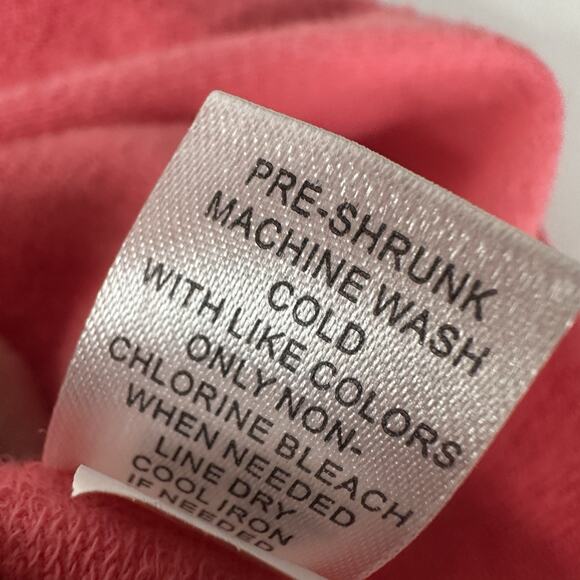 PRE-SHRUNK
MACHINE WASH
COLD
WITH LIKE COLORS
ONLY NON-
CHLORINE BLEACH
WHEN NEEDED
LINE DRY
COOL IRON
IF NEEDED